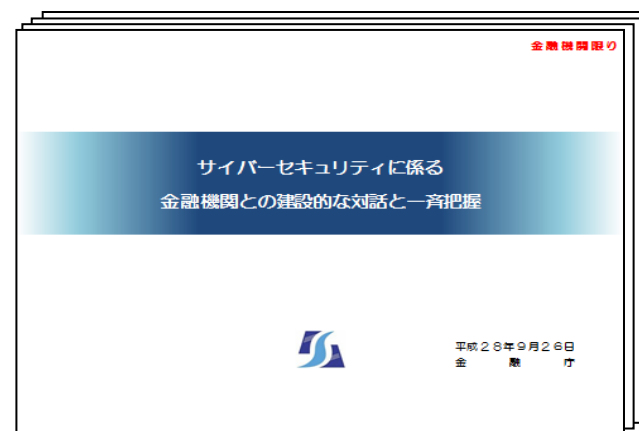 金融機関限り
サイバーセキュリティに係る
金融機関との建設的な対話と一斉把握
平成28年9月26日
金融庁